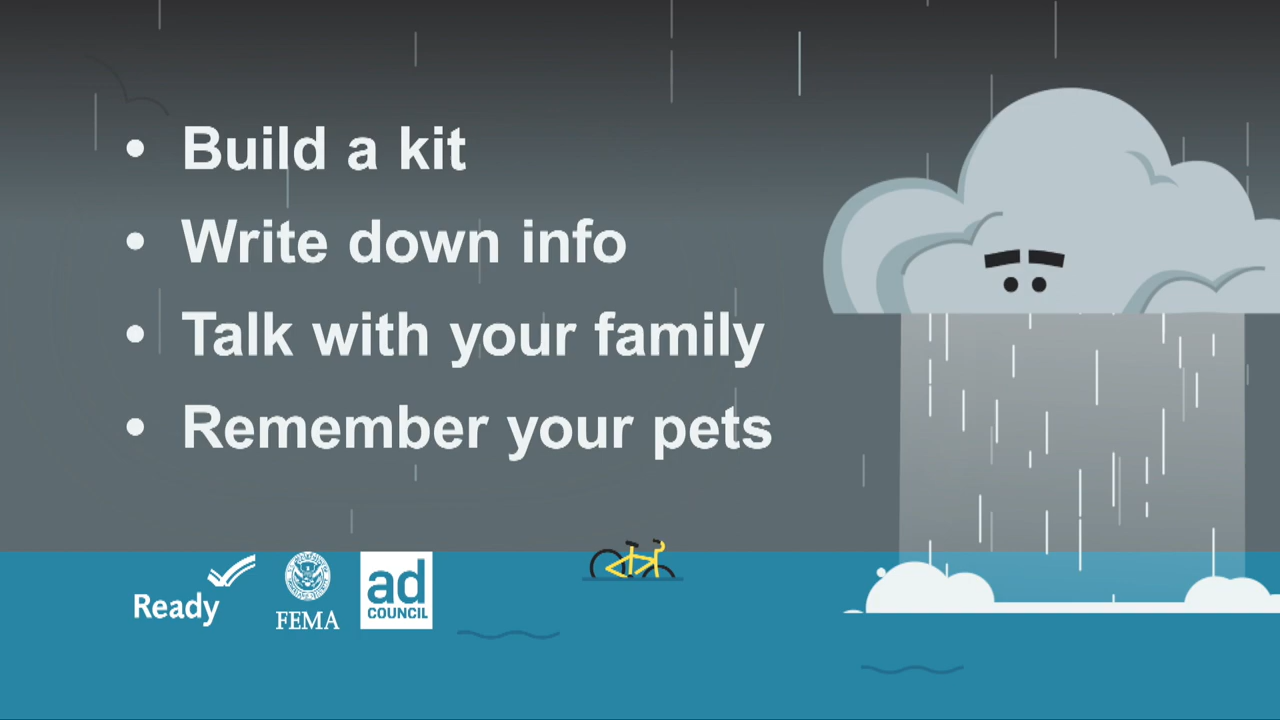 • Build a kit
• Write down info
• Talk with your family
• Remember your pets
Ready
FEMA
ad
COUNCIL